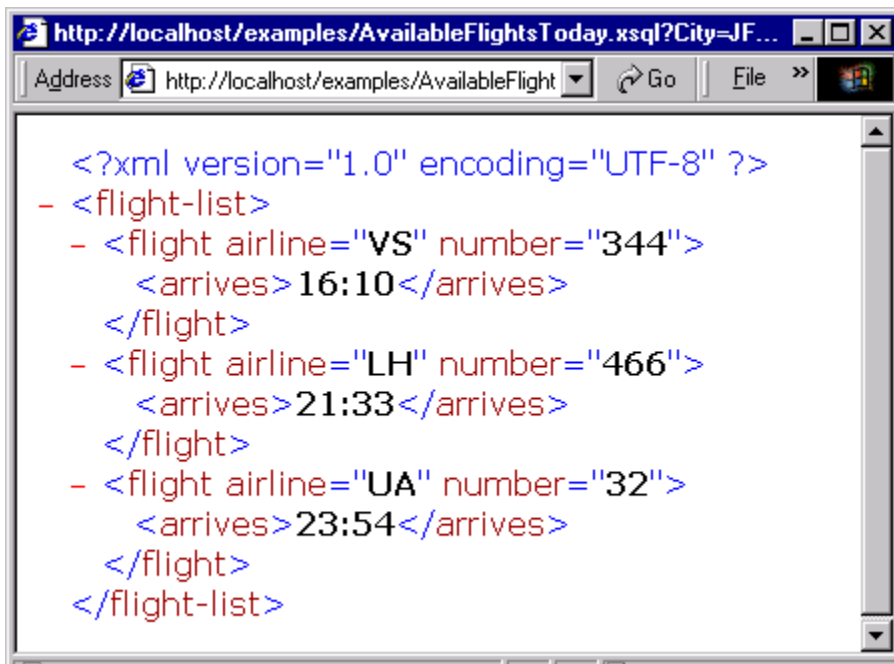 http://localhost/examples/AvailableFlightsToday.xsql?City=JF...
Address http://localhost/examples/AvailableFlight Go File »
<?xml version="1.0" encoding="UTF-8" ?>
- <flight-list>
- <flight airline="VS" number="344">
<arrives>16:10</arrives>
</flight>
- <flight airline="LH" number="466">
<arrives>21:33</arrives>
</flight>
- <flight airline="UA" number="32">
<arrives>23:54</arrives>
</flight>
</flight-list>